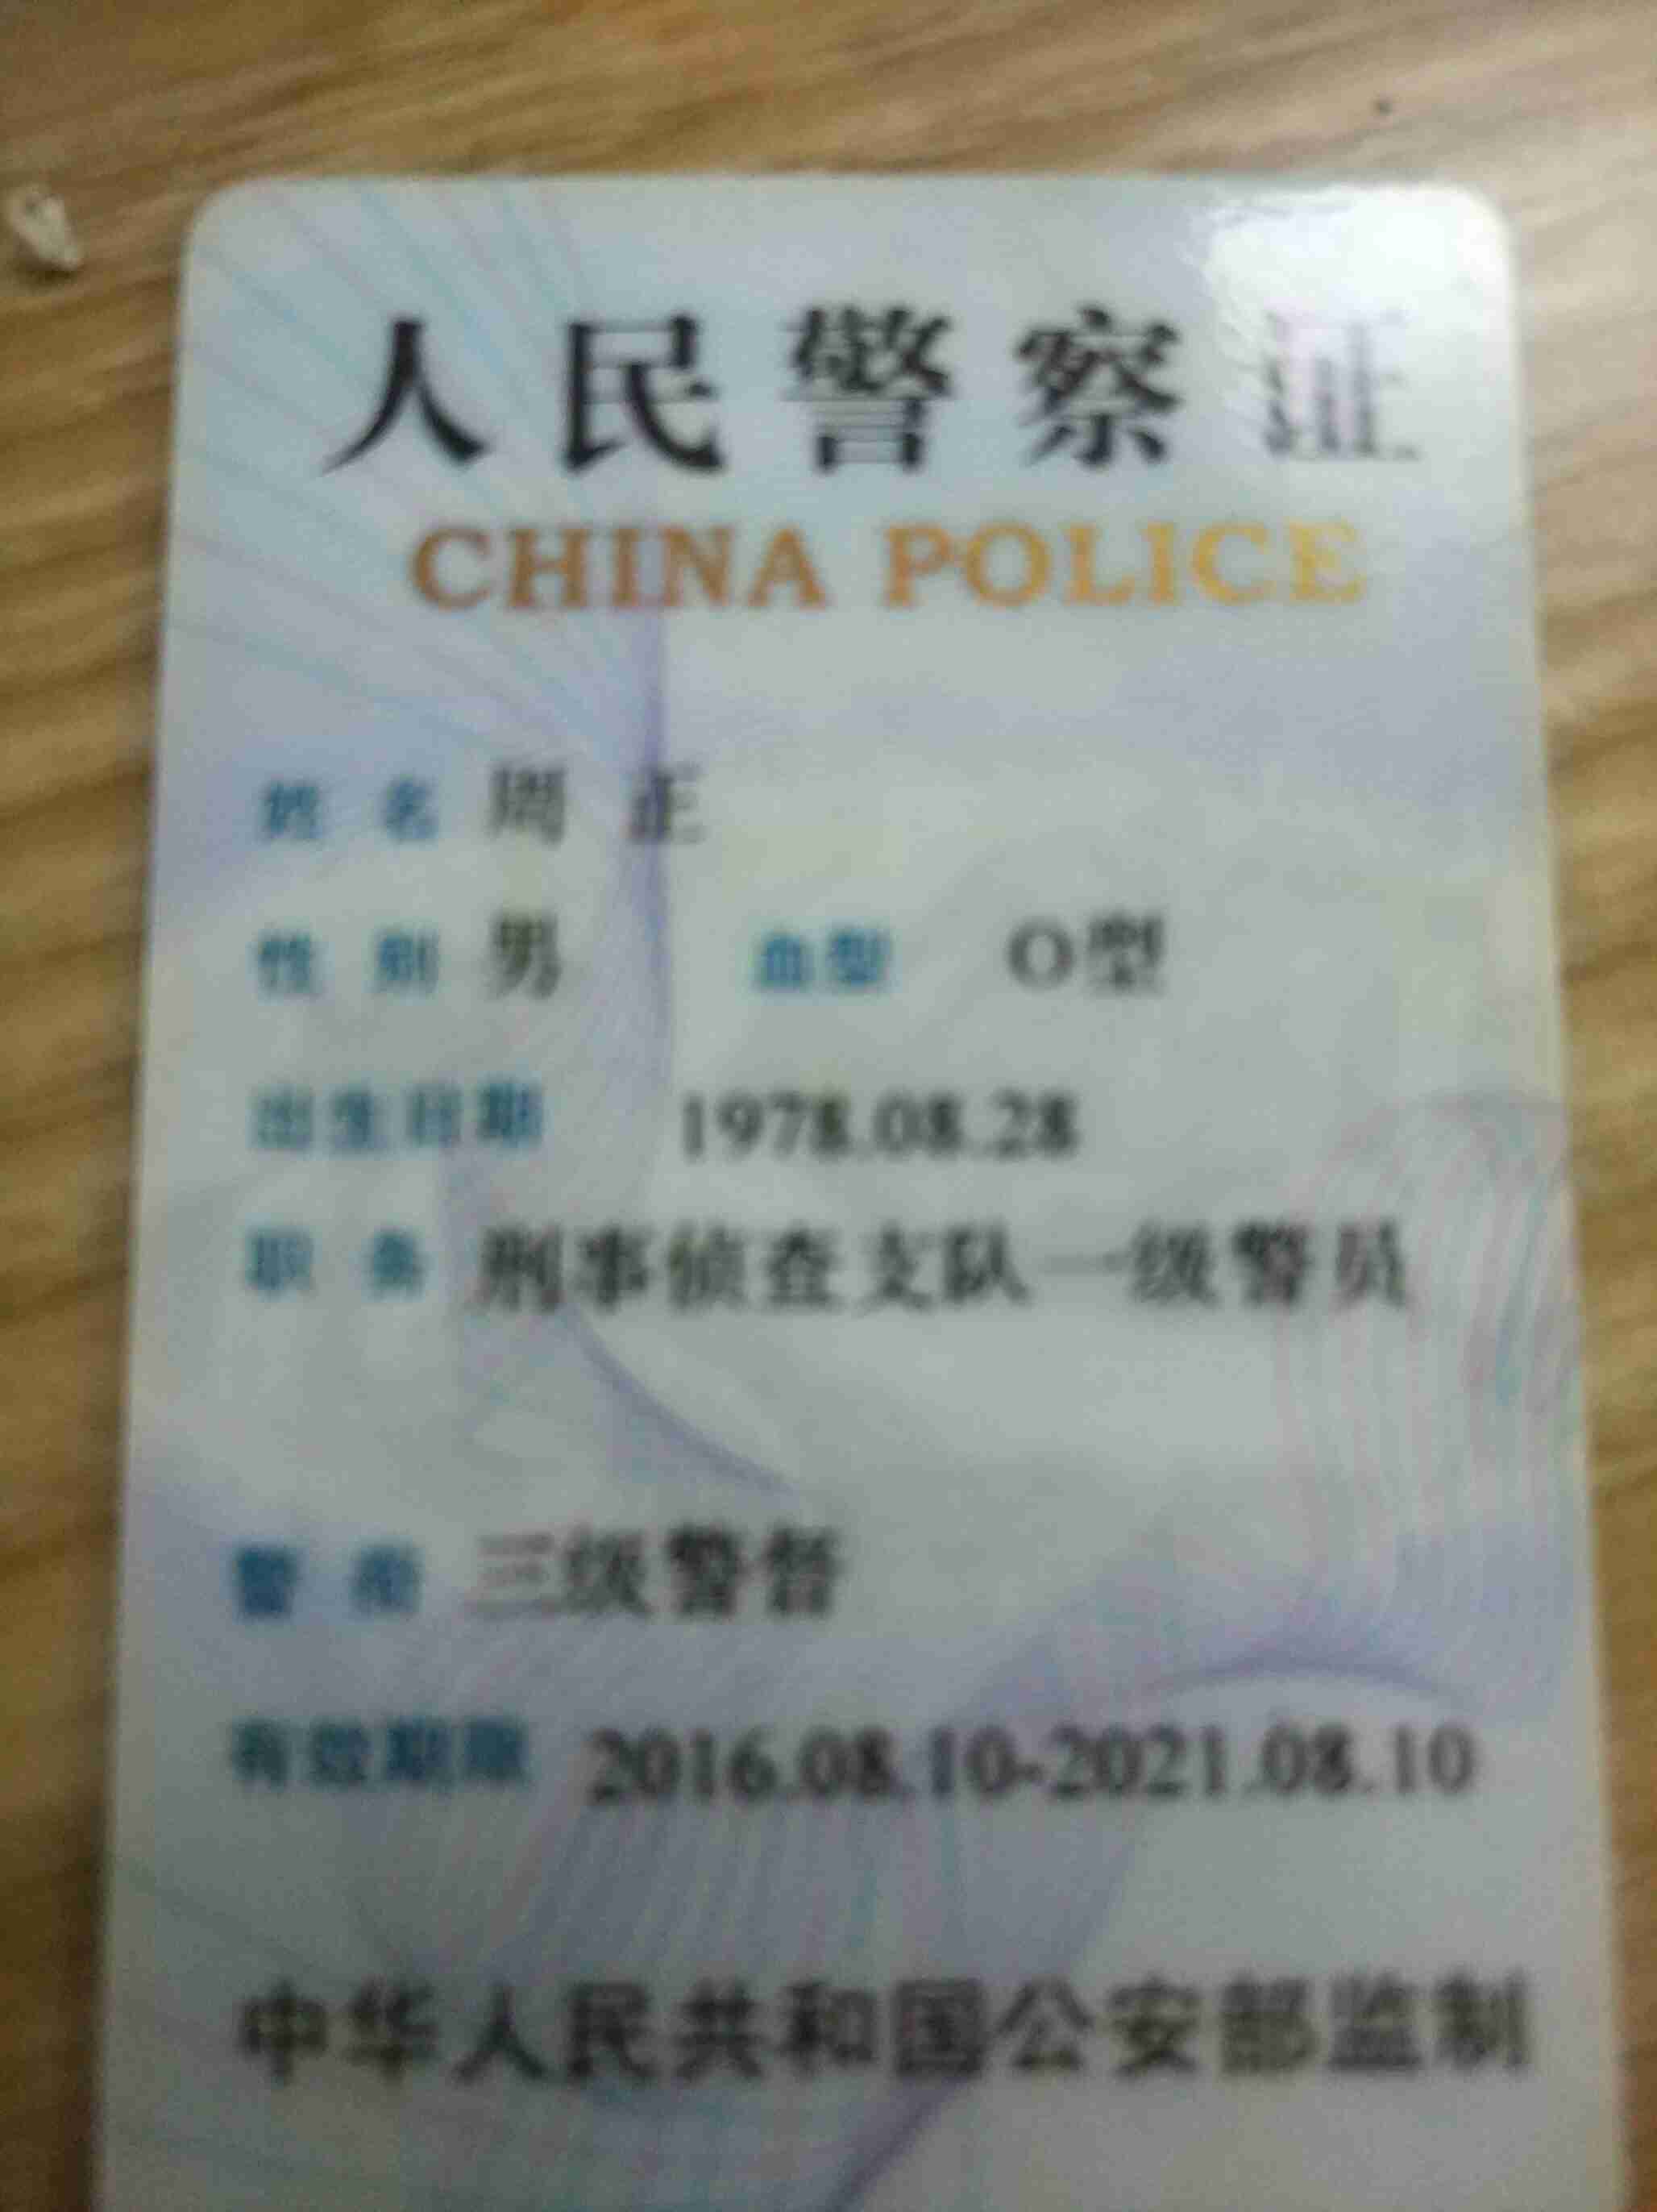 人民警察证
CHINA POLICE
姓 名 周 正
性 别 男 血型 O型
出生日期 1978.08.28
职 务 刑事侦查支队一级警员
警 衔 三级警督
有效期限 2016.08.10-2021.08.10
中华人民共和国公安部监制